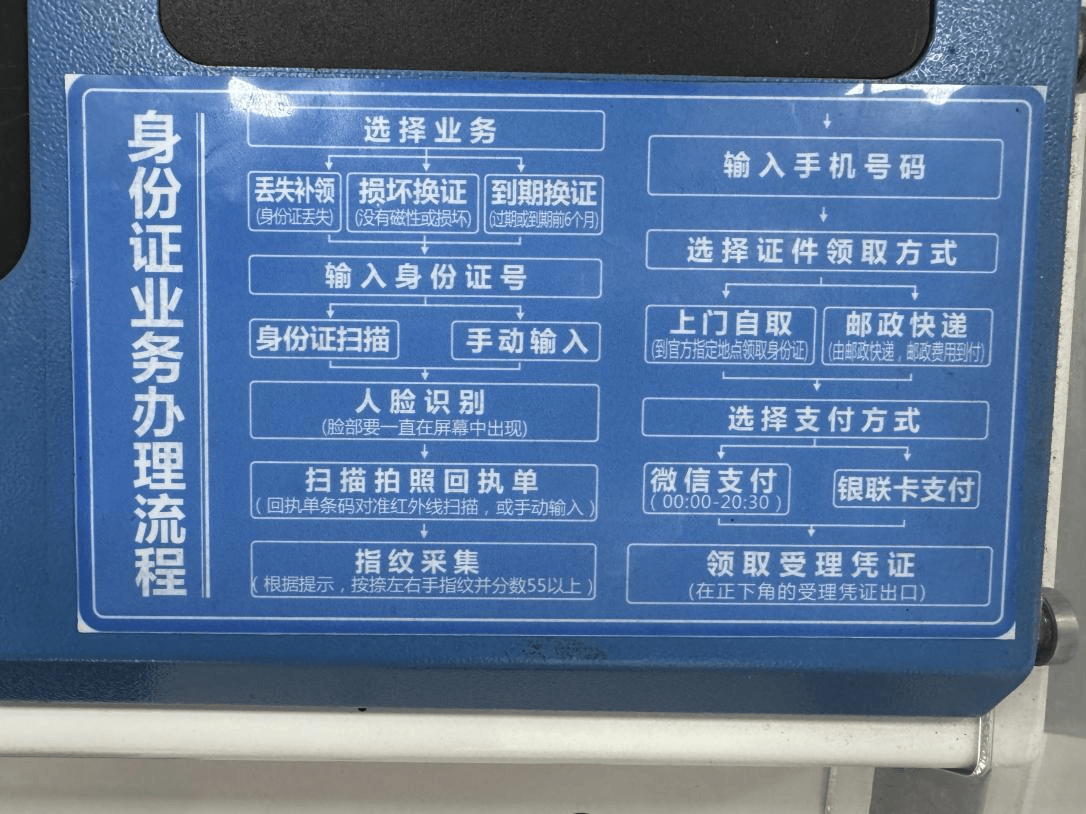 身份证业务办理流程
选择业务
丢失补领
(身份证丢失)
损坏换证
(没有磁性或损坏)
到期换证
(过期或到期前6个月)
输入身份证号
身份证扫描
手动输入
人脸识别
(脸部要一直在屏幕中出现)
扫描拍照回执单
(回执单条码对准红外线扫描，或手动输入)
指纹采集
(根据提示，按捺左右手指纹并分数55以上)
输入手机号码
选择证件领取方式
上门自取
(到官方指定地点领取身份证)
邮政快递
(由邮政快递，邮政费用到付)
选择支付方式
微信支付
(00:00-20:30)
银联卡支付
领取受理凭证
(在正下角的受理凭证出口)